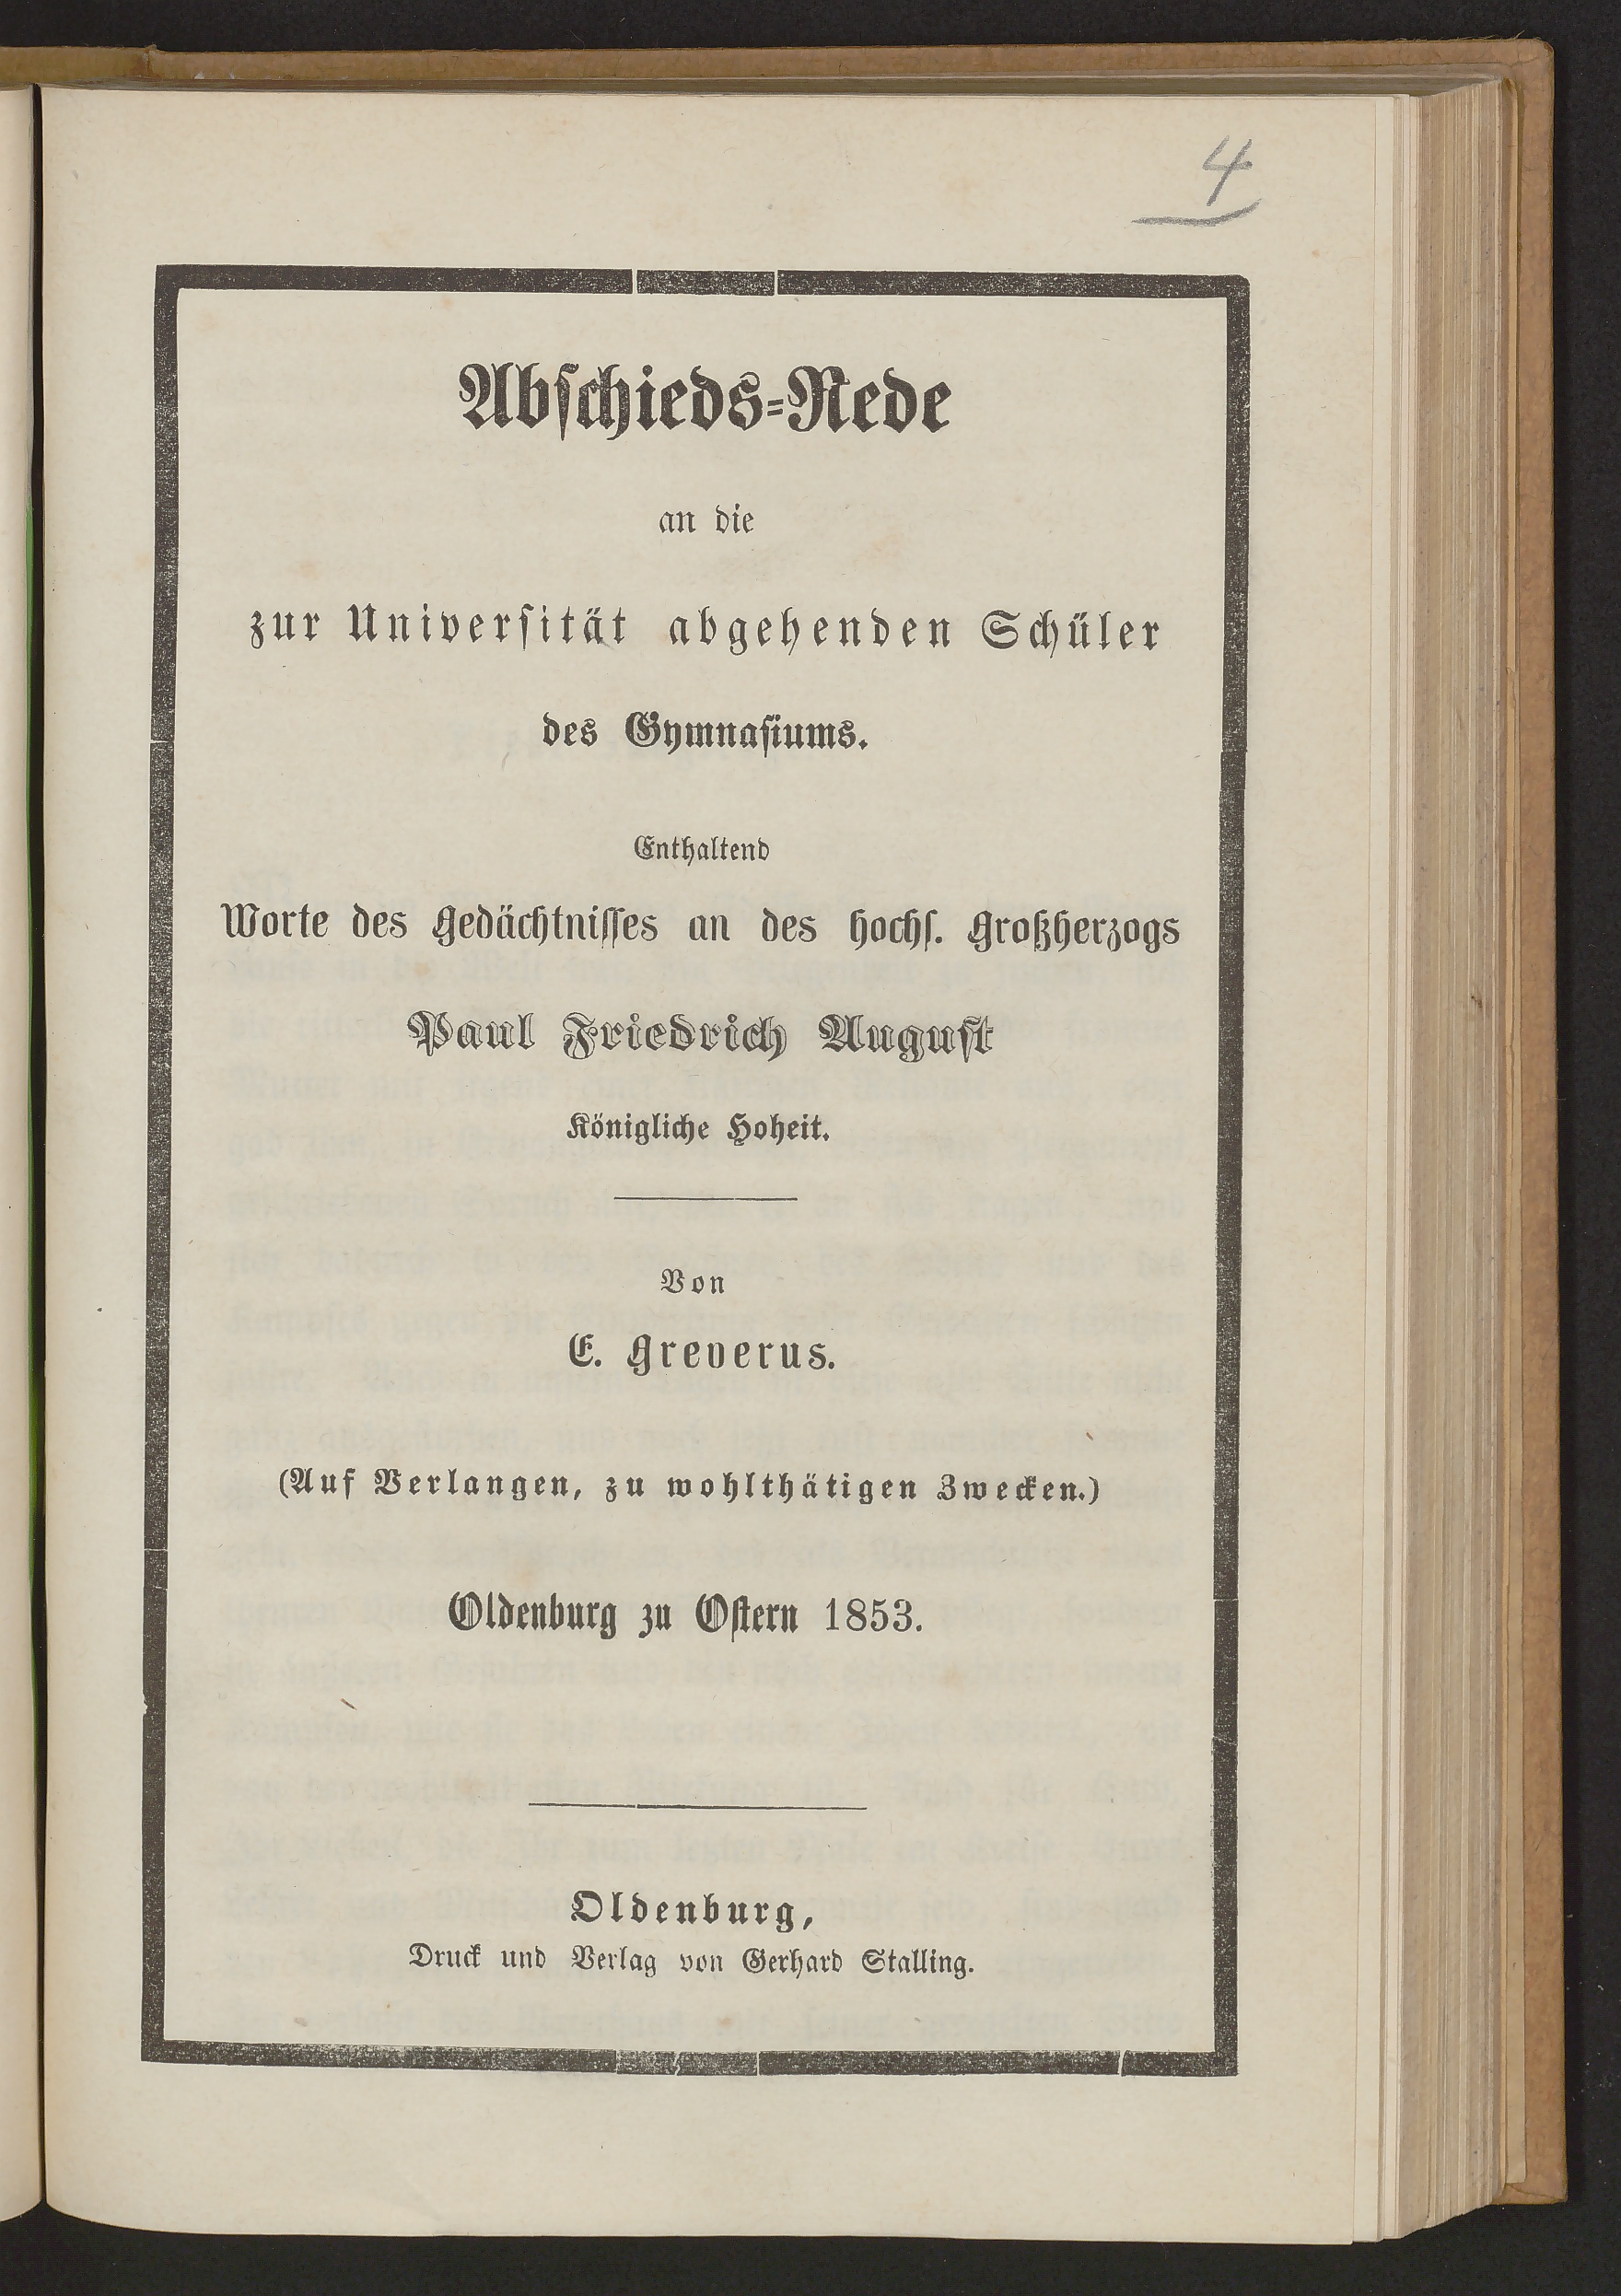 4
Abschieds-Rede
an die
zur Universität abgehenden Schüler
des Gymnasiums.
Enthaltend
Worte des Gedächtnisses an des hochs. Großherzogs
Paul Friedrich August
Königliche Hoheit.
Von
E. Greverus.
(Auf Verlangen, zu wohlthätigen Zwecken.)
Oldenburg zu Ostern 1853.
Oldenburg,
Druck und Verlag von Gerhard Stalling.